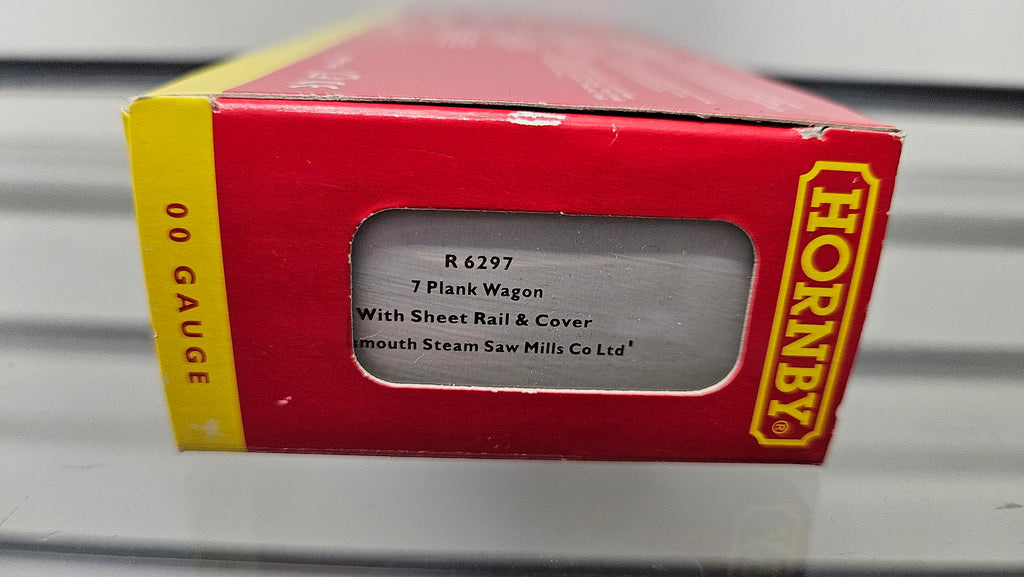 R 6297
7 Plank Wagon
With Sheet Rail & Cover
mouth Steam Saw Mills Co Ltd'
00 GAUGE
HORNBY®